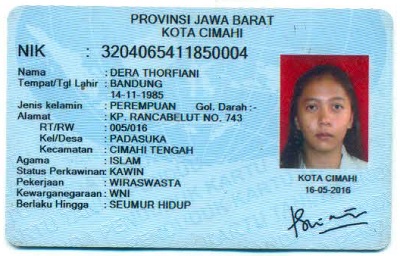 PROVINSI JAWA BARAT
KOTA CIMAHI
NIK : 3204065411850004
Nama : DERA THORFIANI
Tempat/Tgl Lahir : BANDUNG
14-11-1985
Jenis kelamin : PEREMPUAN Gol. Darah :-
Alamat : KP. RANCABELUT NO. 743
RT/RW : 005/016
Kel/Desa : PADASUKA
Kecamatan : CIMAHI TENGAH
Agama : ISLAM
Status Perkawinan: KAWIN
Pekerjaan : WIRASWASTA
Kewarganegaraan: WNI
Berlaku Hingga : SEUMUR HIDUP
KOTA CIMAHI
16-05-2016